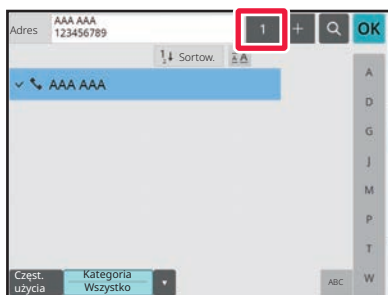 Adres
AAA AAA
123456789
1
+
OK
Sortow.
AAA AAA
A
D
G
J
M
P
T
W
Częst.
użycia
Kategoria
Wszystko
ABC